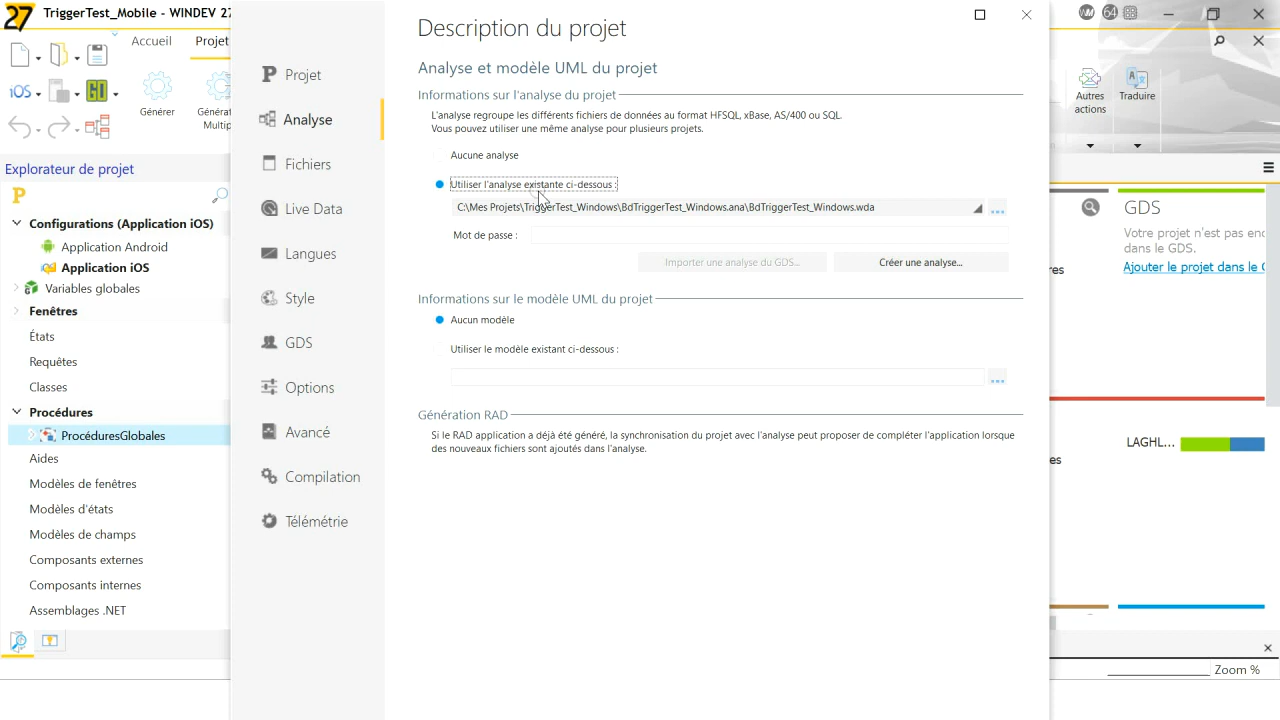 27 TriggerTest_Mobile - WINDEV 27
Accueil
Projet
iOS
GO
Générer
Générat
Multip
Explorateur de projet
Configurations (Application iOS)
Application Android
Application iOS
Variables globales
Fenêtres
États
Requêtes
Classes
Procédures
ProcéduresGlobales
Aides
Modèles de fenêtres
Modèles d'états
Modèles de champs
Composants externes
Composants internes
Assemblages .NET
Projet
Analyse
Fichiers
Live Data
Langues
Style
GDS
Options
Avancé
Compilation
Télémétrie
Description du projet
Analyse et modèle UML du projet
Informations sur l'analyse du projet
L'analyse regroupe les différents fichiers de données au format HFSQL, xBase, AS/400 ou SQL.
Vous pouvez utiliser une même analyse pour plusieurs projets.
Aucune analyse
Utiliser l'analyse existante ci-dessous :
C:\Mes Projets\TriggerTest_Windows\BdTriggerTest_Windows.ana\BdTriggerTest_Windows.wda
...
Mot de passe :
Importer une analyse du GDS...
Créer une analyse...
Informations sur le modèle UML du projet
Aucun modèle
Utiliser le modèle existant ci-dessous :
...
Génération RAD
Si le RAD application a déjà été généré, la synchronisation du projet avec l'analyse peut proposer de compléter l'application lorsque
des nouveaux fichiers sont ajoutés dans l'analyse.
WM 64
Autres
actions
Traduire
GDS
Votre projet n'est pas enc
dans le GDS.
Ajouter le projet dans le G
res
LAGHL...
es
Zoom %